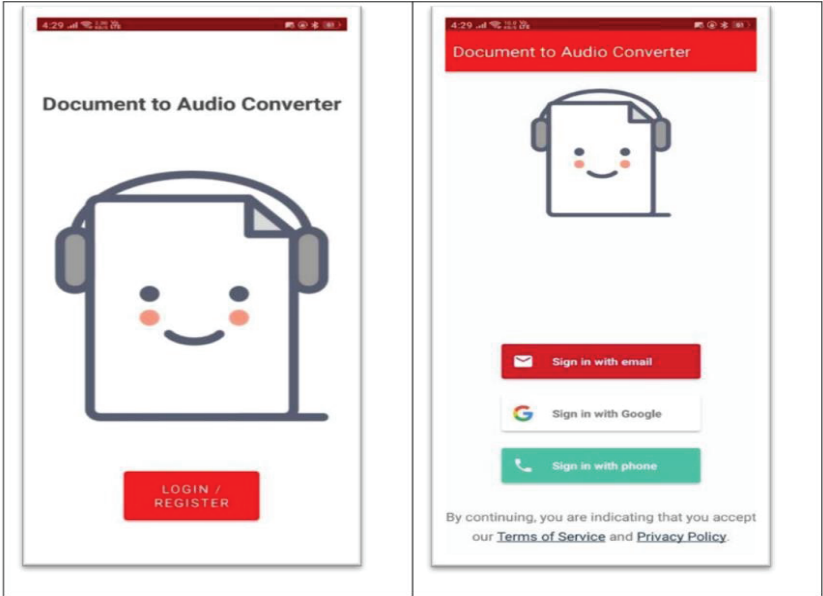 4:29
Document to Audio Converter
LOGIN /
REGISTER
4:29
Document to Audio Converter
Sign in with email
Sign in with Google
Sign in with phone
By continuing, you are indicating that you accept
our Terms of Service and Privacy Policy.